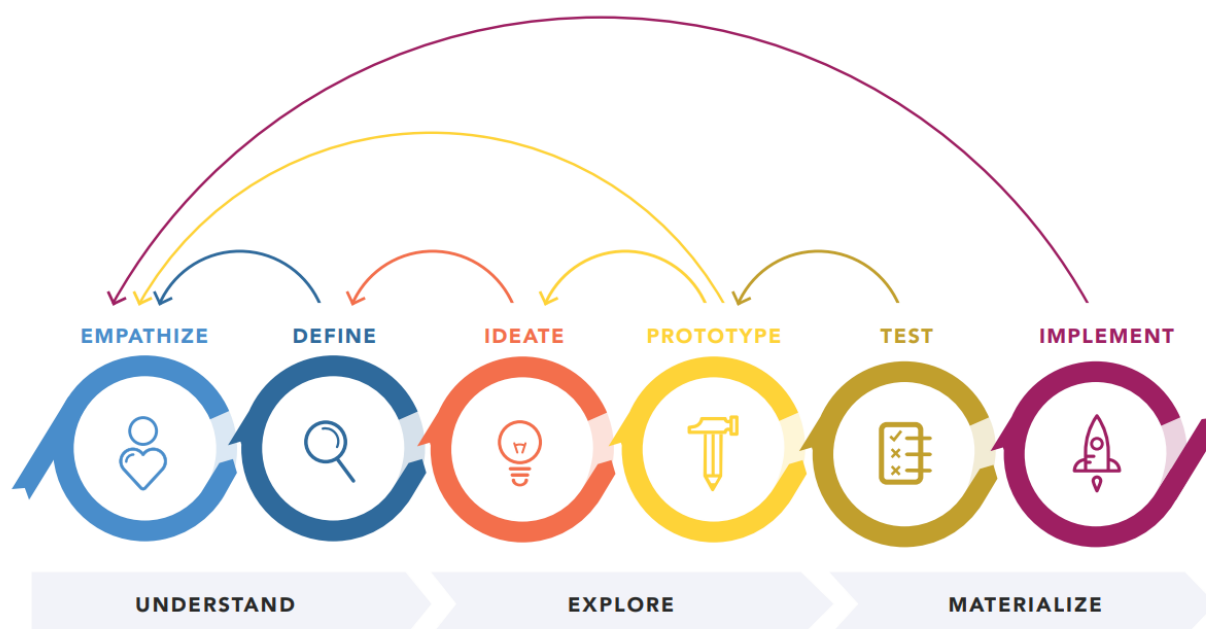 EMPATHIZE DEFINE IDEATE PROTOTYPE TEST IMPLEMENT
UNDERSTAND EXPLORE MATERIALIZE